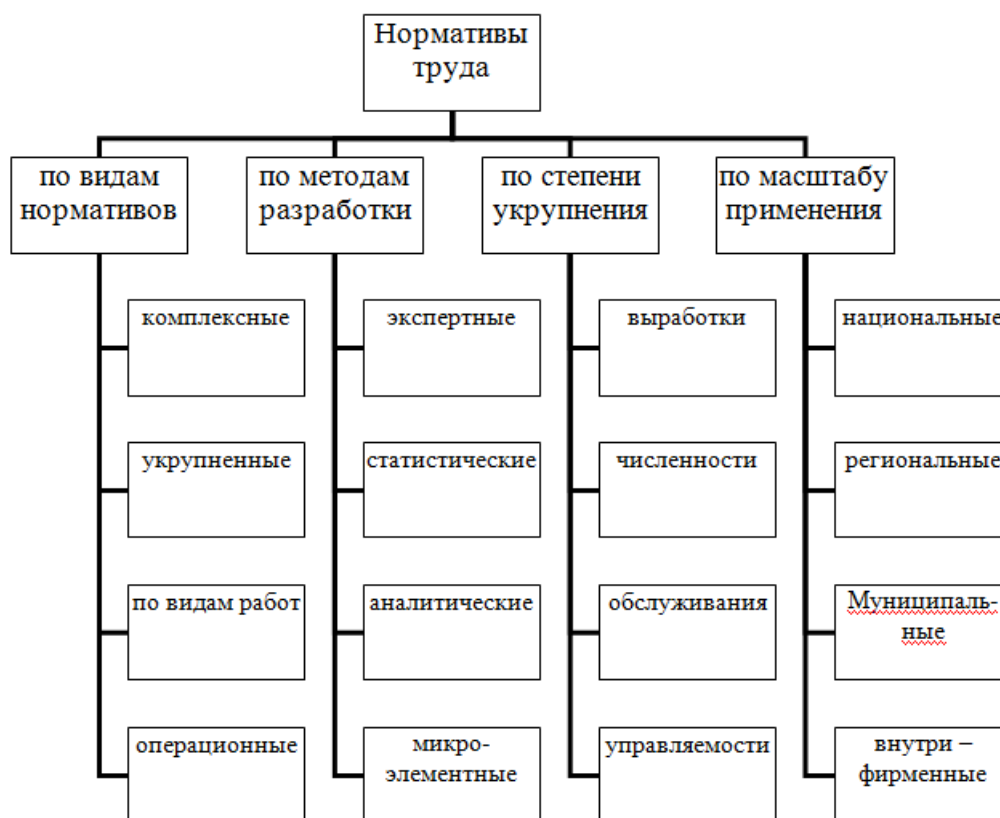 Нормативы
труда
по видам
нормативов
по методам
разработки
по степени
укрупнения
по масштабу
применения
комплексные
экспертные
выработки
национальные
укрупненные
статистические
численности
региональные
по видам работ
аналитические
обслуживания
Муниципаль-
ные
операционные
микро-
элементные
управляемости
внутри –
фирменные